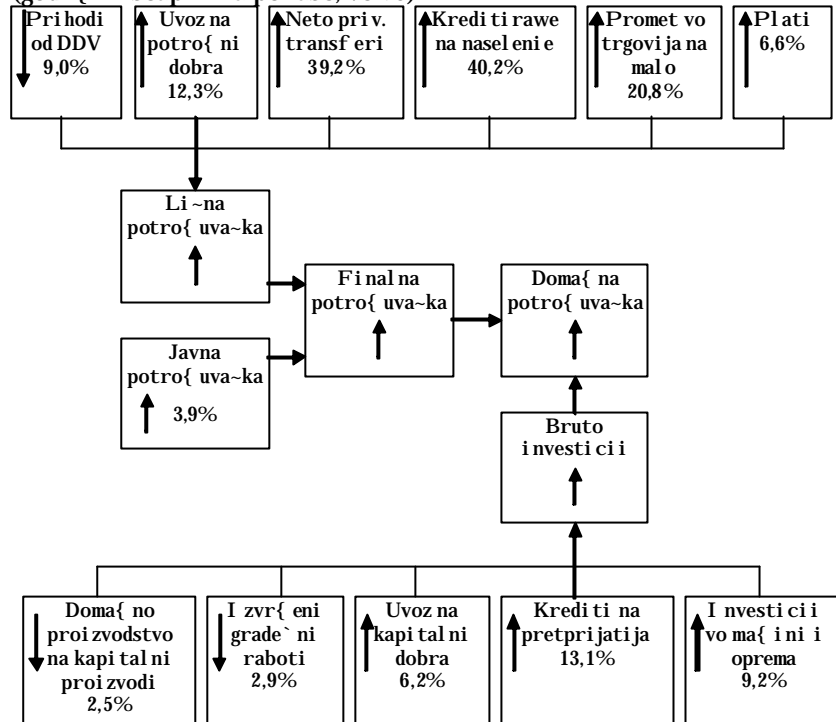 Prihodi
od DDV
9,0%
Uvoz na
potro{ ni
dobra
12,3%
Neto priv.
transferi
39,2%
Krediti rawe
na naselenie
40,2%
Promet vo
trgovija na
malo
20,8%
Plati
6,6%
Li~na
potro{ uva~ka
Finalna
potro{ uva~ka
Doma{ na
potro{ uva~ka
Javna
potro{ uva~ka
3,9%
Bruto
investicii
Doma{ no
proizvodstvo
na kapitalni
proizvodi
2,5%
Izvr{ eni
grade` ni
raboti
2,9%
Uvoz na
kapitalni
dobra
6,2%
Krediti na
pretprijatija
13,1%
Investicii
vo ma{ ini i
oprema
9,2%